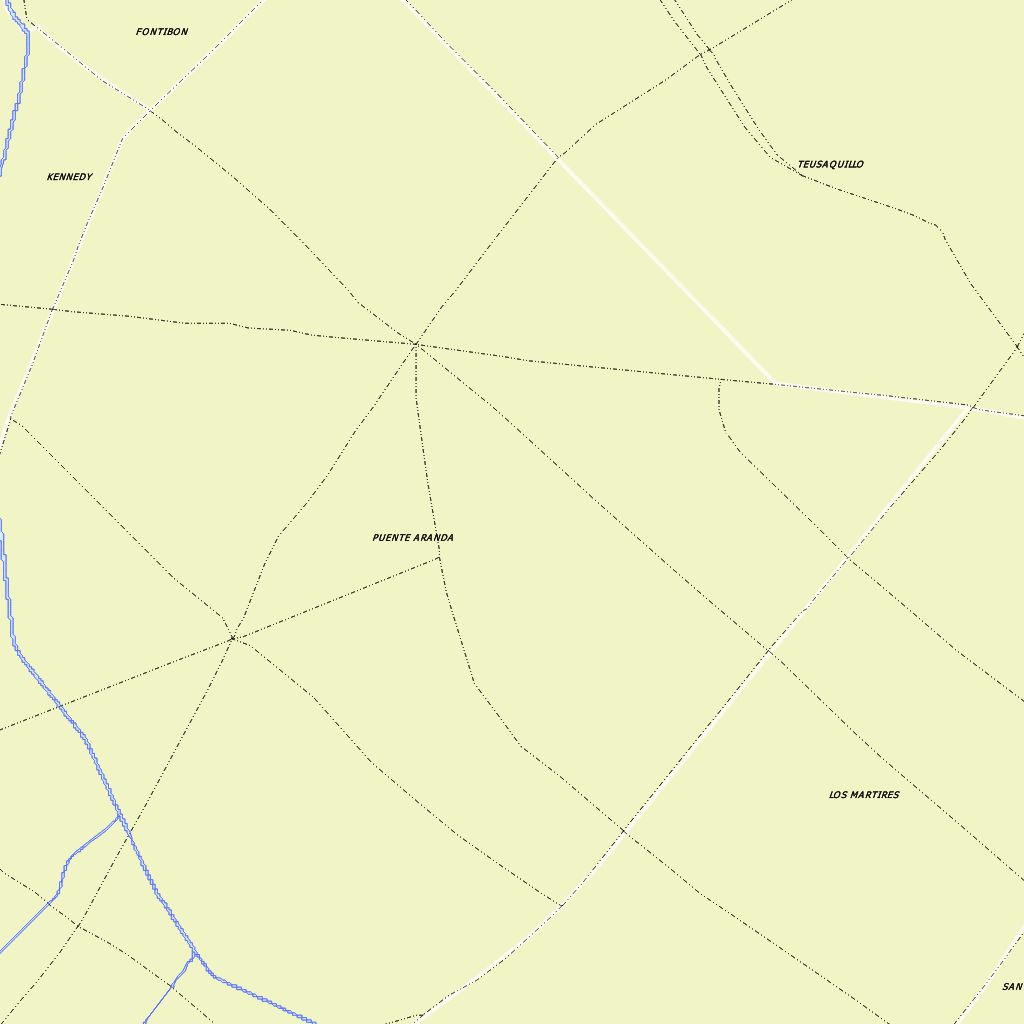 FONTIBON
TEUSAQUILLO
KENNEDY
PUENTE ARANDA
LOS MARTIRES
SAN